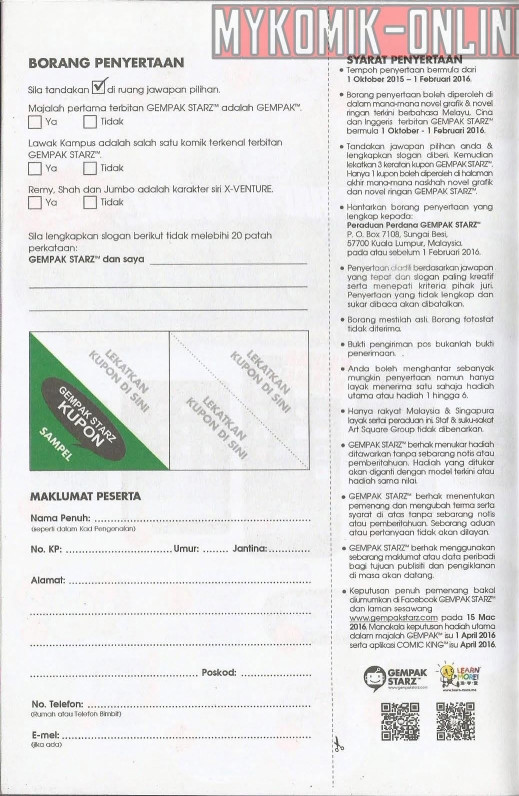 MYKOMIK-ONLIN
BORANG PENYERTAAN
Sila tandakan di ruang jawapan pilihan.
Majalah pertama terbitan GEMPAK STARZ™ adalah GEMPAK™.
Ya Tidak
Lawak Kampus adalah salah satu komik terkenal terbitan
GEMPAK STARZ™.
Ya Tidak
Remy, Shah dan Jumbo adalah karakter siri X-VENTURE.
Ya Tidak
Sila lengkapkan slogan berikut tidak melebihi 20 patah
perkataan:
GEMPAK STARZ™ dan saya
LEKATKAN
KUPON DI SINI
GEMPAK STARZ
KUPON
SAMPEL
LEKATKAN
KUPON DI SINI
LEKATKAN
KUPON DI SINI
MAKLUMAT PESERTA
Nama Penuh:
(seperti dalam Kad Pengenalan)
No. KP: Umur: Jantina:
Alamat:
Poskod:
No. Telefon:
(Rumah atau Telefon Bimbit)
E-mel:
(jika ada)
SYARAT PENYERTAAN
• Tempoh penyertaan bermula dari
1 Oktober 2015 – 1 Februari 2016.
• Borang penyertaan boleh diperoleh di
dalam mana-mana novel grafik & novel
ringan terkini berbahasa Melayu, Cina
dan Inggeris terbitan GEMPAK STARZ™
bermula 1 Oktober - 1 Februari 2016.
• Tandakan jawapan pilihan anda &
lengkapkan slogan diberi. Kemudian
lekatkan 3 keratan kupon GEMPAK STARZ™.
Hanya 1 kupon boleh diperoleh di halaman
akhir mana-mana naskhah novel grafik
dan novel ringan GEMPAK STARZ™.
• Hantarkan borang penyertaan yang
lengkap kepada:
Peraduan Perdana GEMPAK STARZ™
P. O. Box 7108, Sungai Besi,
57700 Kuala Lumpur, Malaysia.
pada atau sebelum 1 Februari 2016.
• Penyertaan diadili berdasarkan jawapan
yang tepat dan slogan paling kreatif
serta menepati kriteria pihak juri.
Penyertaan yang tidak lengkap dan
sukar dibaca akan dibatalkan.
• Borang mestilah asli. Borang fotostat
tidak diterima.
• Bukti pengiriman pos bukanlah bukti
penerimaan.
• Anda boleh menghantar sebanyak
mungkin penyertaan namun hanya
layak menerima satu sahaja hadiah
utama atau hadiah 1 hingga 6.
• Hanya rakyat Malaysia & Singapura
layak sertai peraduan ini. Staf & suku-sakat
Art Square Group tidak dibenarkan.
• GEMPAK STARZ™ berhak menukar hadiah
ditawarkan tanpa sebarang notis atau
pemberitahuan. Hadiah yang ditukar
akan diganti dengan model terkini atau
hadiah sama nilai.
• GEMPAK STARZ™ berhak menentukan
pemenang dan mengubah terma serta
syarat di atas tanpa sebarang notis
atau pemberitahuan. Sebarang aduan
atau pertanyaan tidak akan dilayan.
• GEMPAK STARZ™ berhak menggunakan
sebarang maklumat atau data peribadi
bagi tujuan publisiti dan pengiklanan
di masa akan datang.
• Keputusan penuh pemenang bakal
diumumkan di Facebook GEMPAK STARZ™
dan laman sesawang
www.gempakstarz.com pada 15 Mac
2016. Manakala keputusan hadiah utama
dalam majalah GEMPAK™ isu 1 April 2016
serta aplikasi COMIC KING™ isu April 2016.
GEMPAK
STARZ™
www.gempakstarz.com
LEARN
MORE!
www.learn-more.my